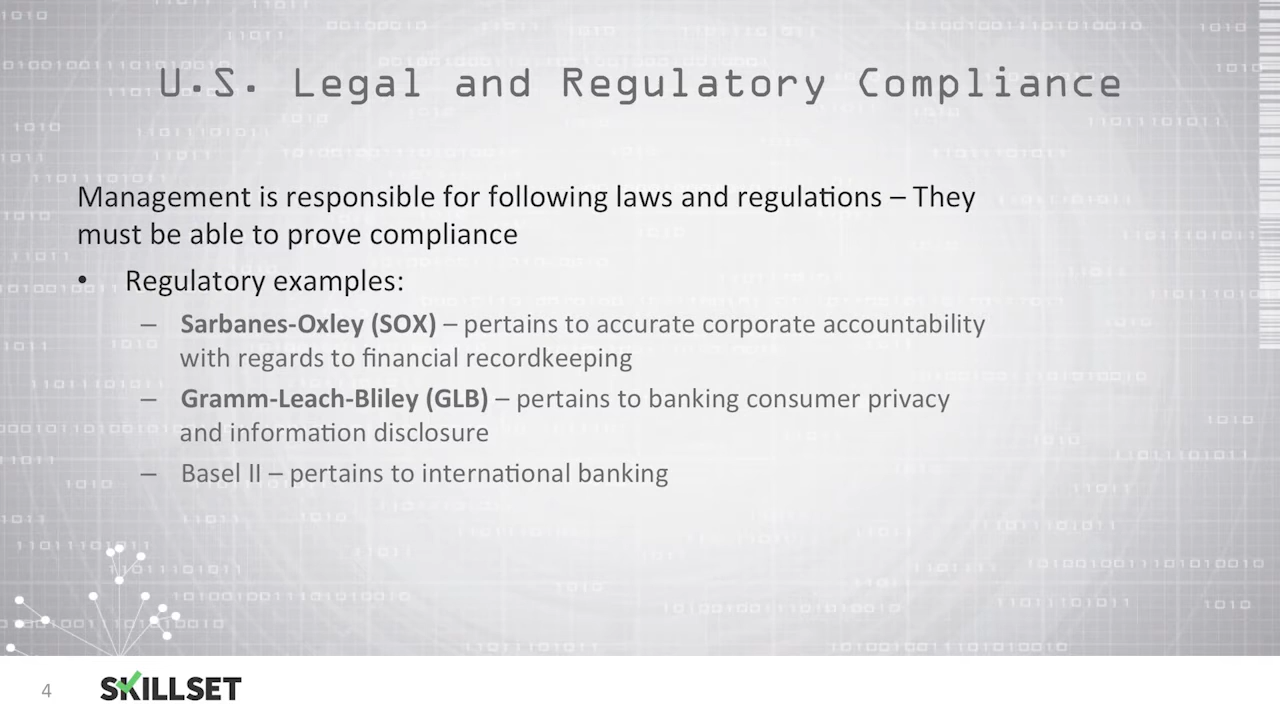 U.S. Legal and Regulatory Compliance
Management is responsible for following laws and regulations – They
must be able to prove compliance
• Regulatory examples:
– Sarbanes-Oxley (SOX) – pertains to accurate corporate accountability
with regards to financial recordkeeping
– Gramm-Leach-Bliley (GLB) – pertains to banking consumer privacy
and information disclosure
– Basel II – pertains to international banking
4
SKILLSET